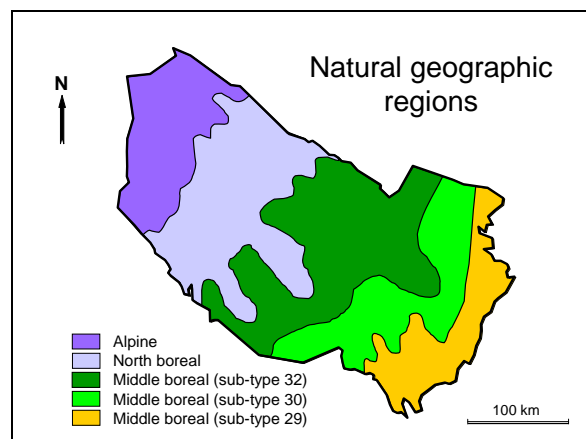 Natural geographic
regions
N
Alpine
North boreal
Middle boreal (sub-type 32)
Middle boreal (sub-type 30)
Middle boreal (sub-type 29)
100 km